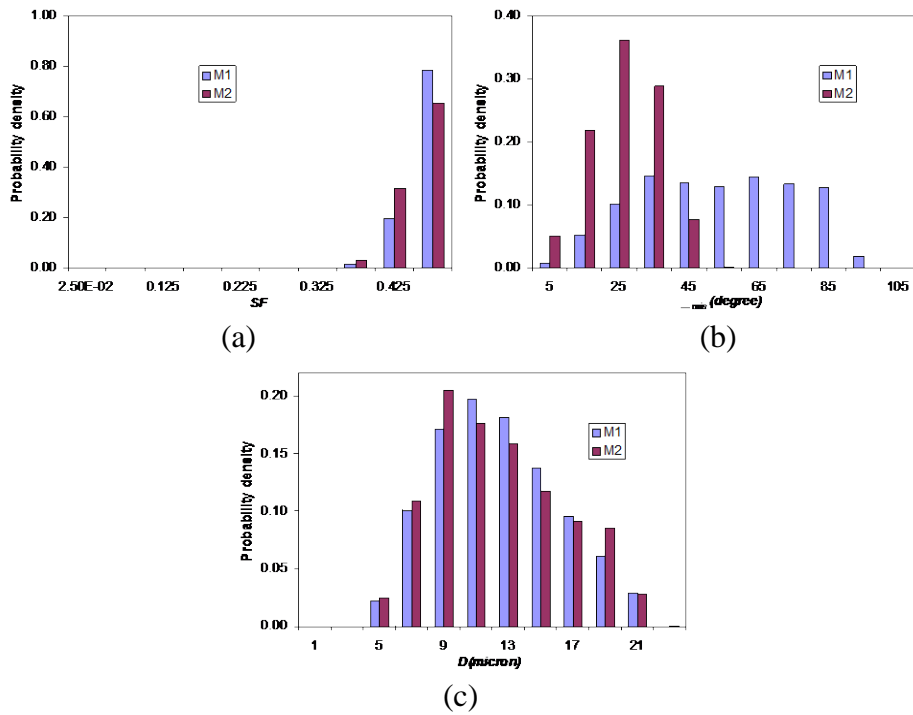 1.00
0.80
0.60
0.40
0.20
0.00
Probability density
M1
M2
2.50E-02 0.125 0.225 0.325 0.425
SF
(a)
0.40
0.30
0.20
0.10
0.00
Probability density
M1
M2
5 25 45 65 85 105
(degree)
(b)
0.20
0.15
0.10
0.05
0.00
Probability density
M1
M2
1 5 9 13 17 21
D(micron)
(c)